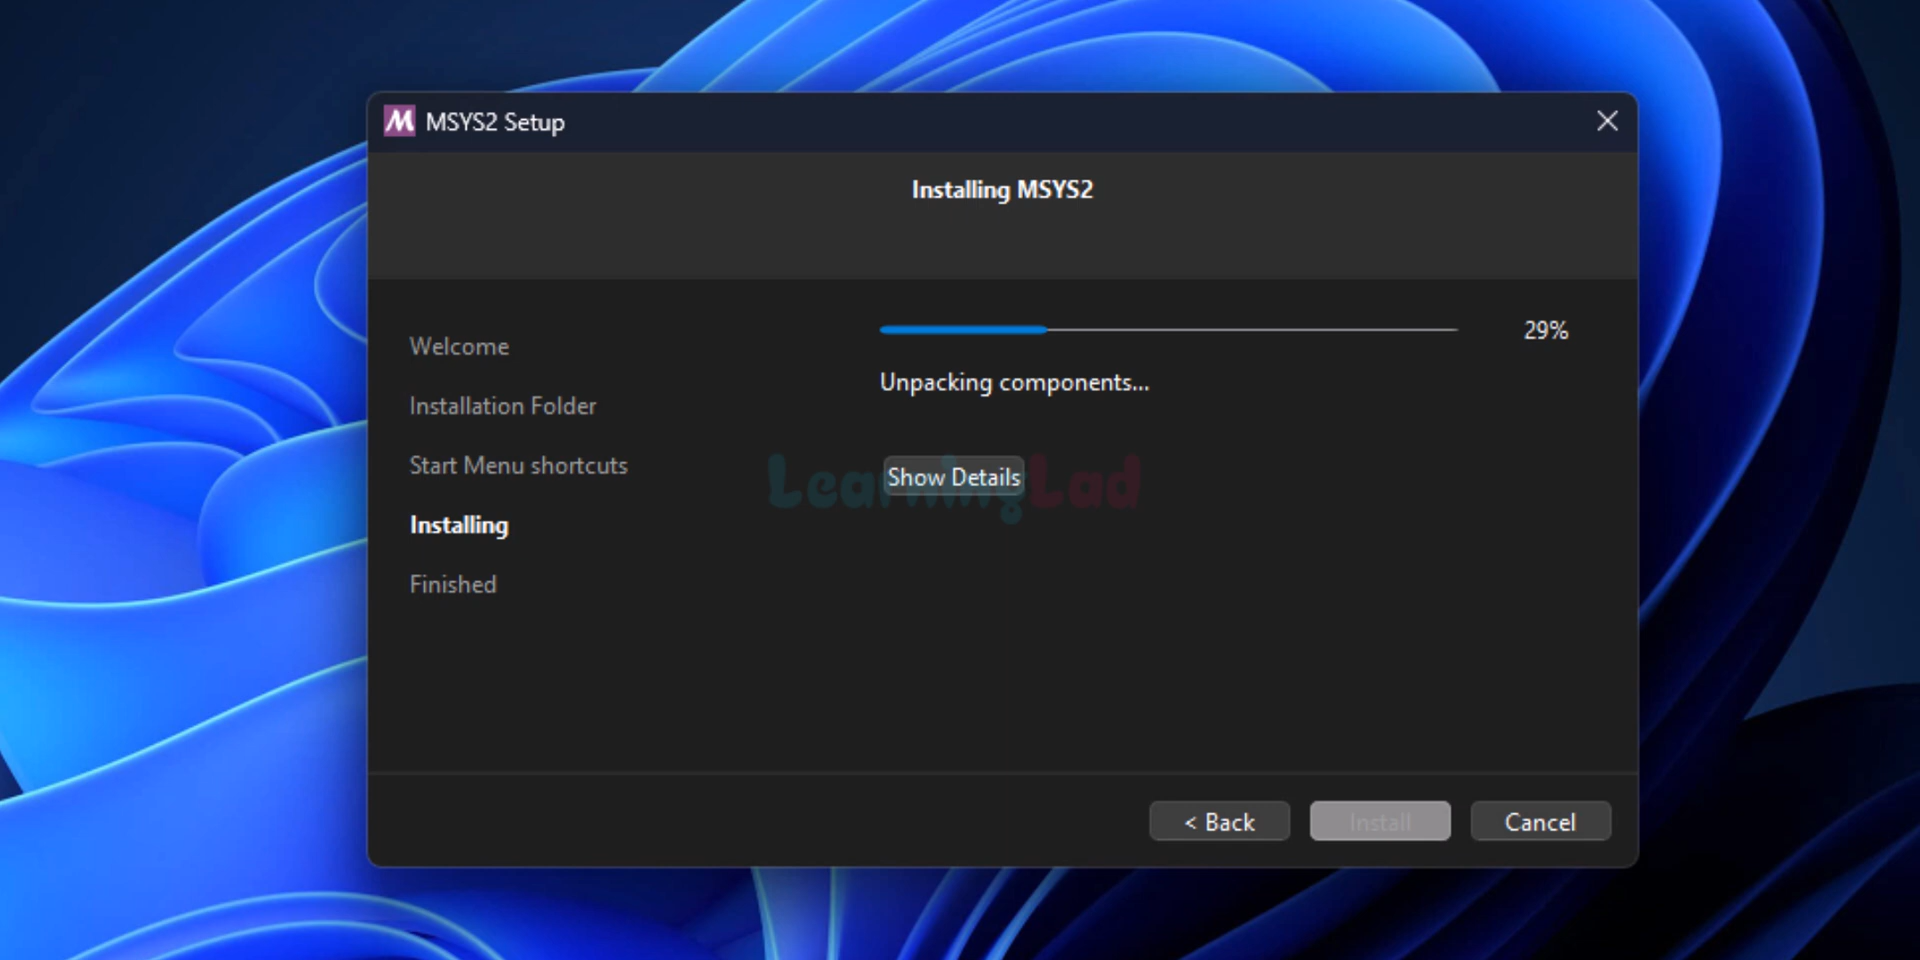 MSYS2 Setup
Installing MSYS2
Welcome
Installation Folder
Start Menu shortcuts
Installing
Finished
29%
Unpacking components...
Show Details
LearningLad
< Back
Install
Cancel